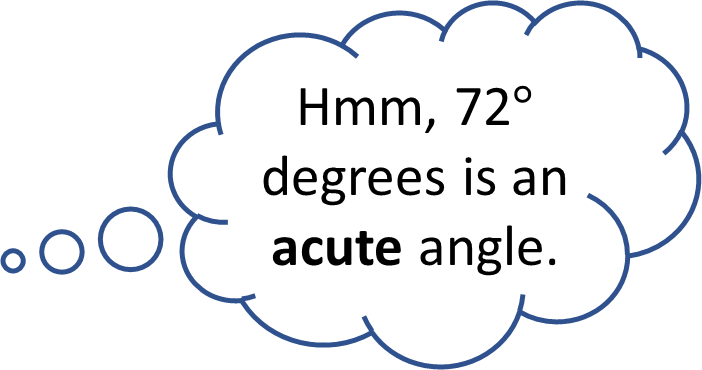 Hmm, 72°
degrees is an
acute angle.